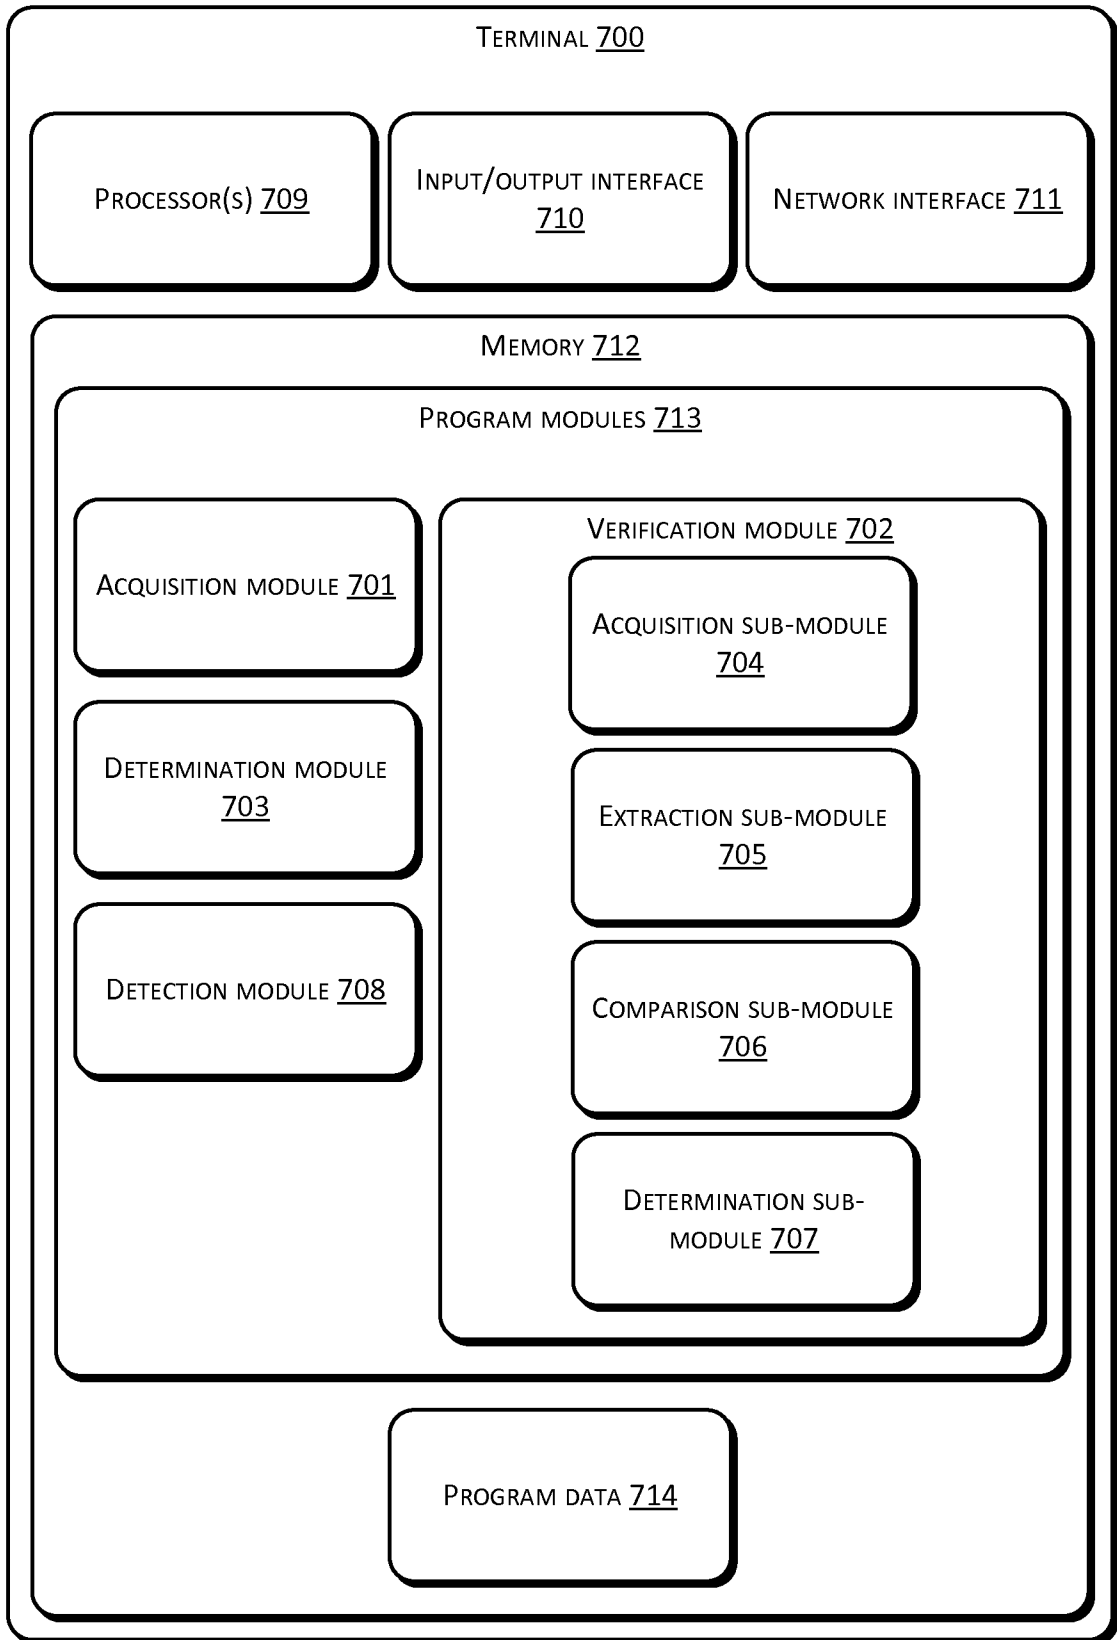 TERMINAL 700
PROCESSOR(S) 709
INPUT/OUTPUT INTERFACE
710
NETWORK INTERFACE 711
MEMORY 712
PROGRAM MODULES 713
ACQUISITION MODULE 701
DETERMINATION MODULE
703
DETECTION MODULE 708
VERIFICATION MODULE 702
ACQUISITION SUB-MODULE
704
EXTRACTION SUB-MODULE
705
COMPARISON SUB-MODULE
706
DETERMINATION SUB-
MODULE 707
PROGRAM DATA 714